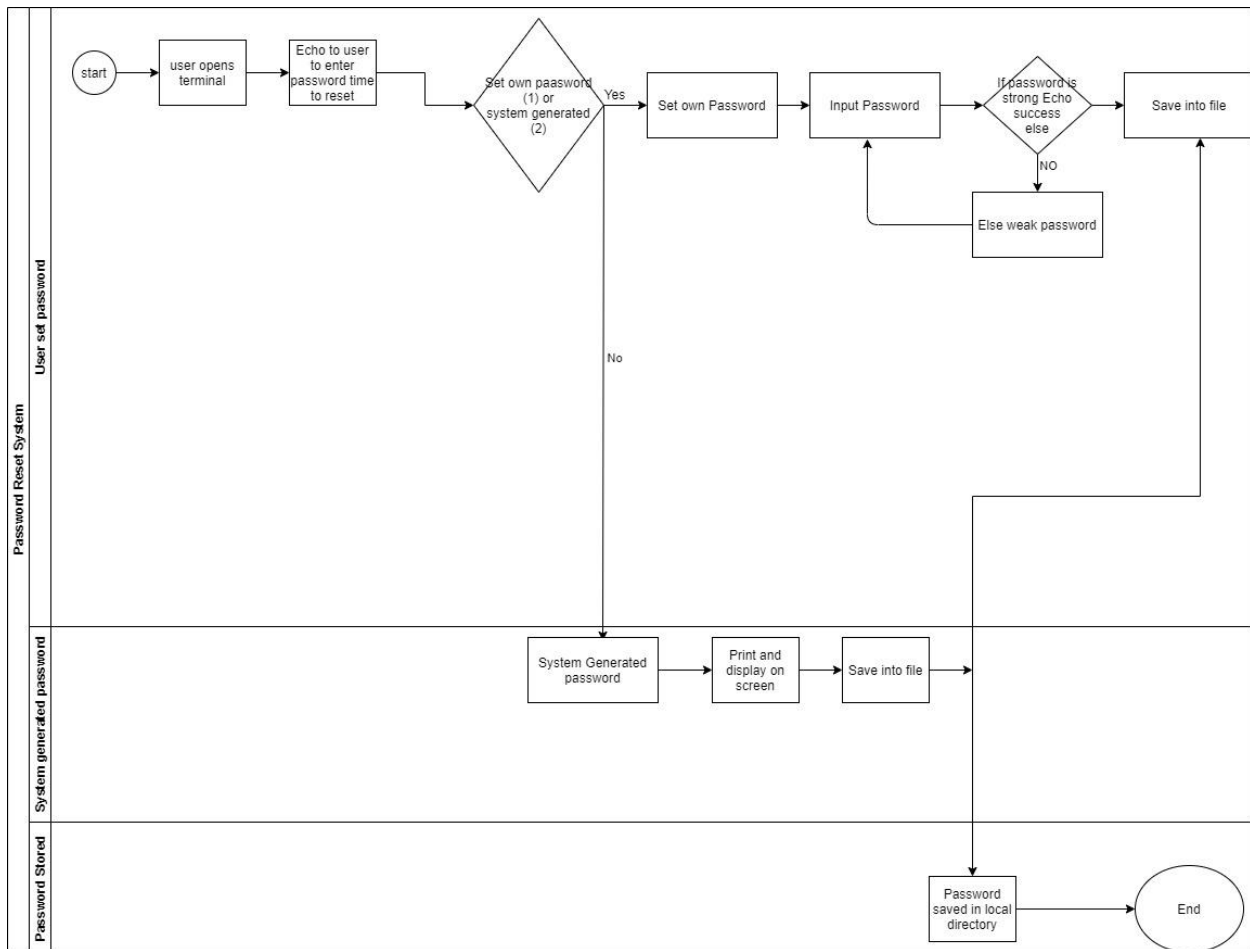 Password Reset System
User set password
start
user opens
terminal
Echo to user
to enter
password time
to reset
Set own paassword
(1) or
system generated
(2)
Yes
Set own Password
Input Password
If password is
strong Echo
success
else
Save into file
NO
Else weak password
No
System generated password
System Generated
password
Print and
display on
screen
Save into file
Password Stored
Password
saved in local
directory
End